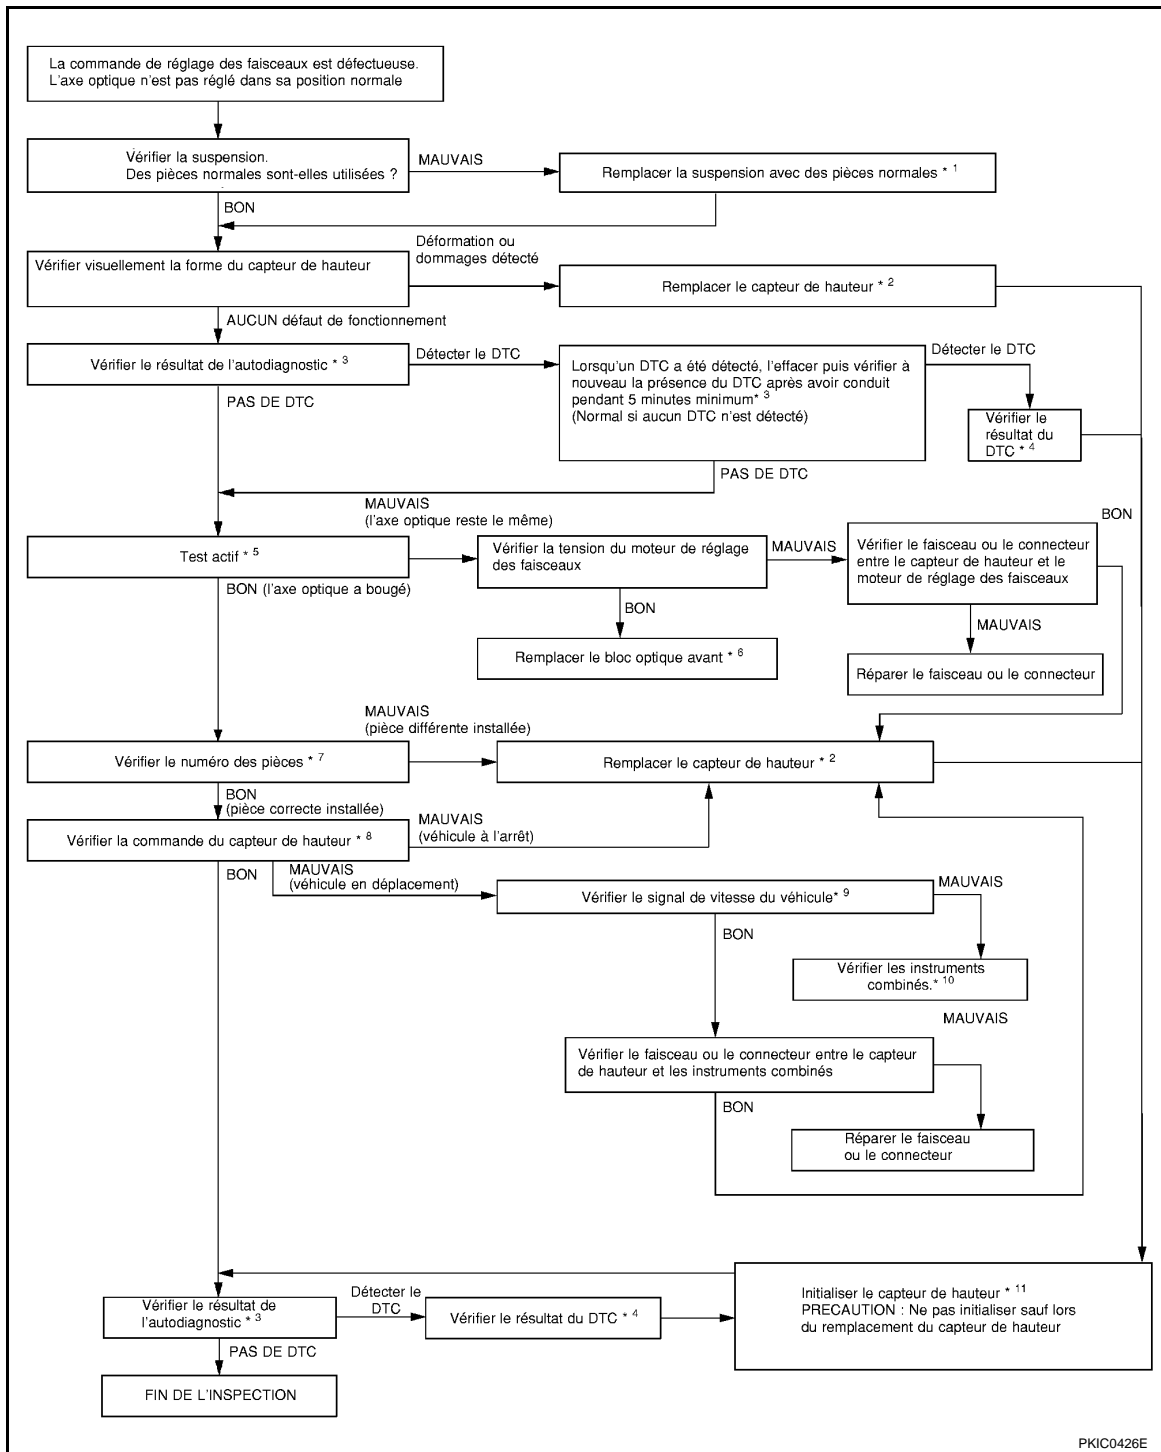 La commande de réglage des faisceaux est défectueuse.
L'axe optique n'est pas réglé dans sa position normale
Vérifier la suspension.
Des pièces normales sont-elles utilisées ?
MAUVAIS
Remplacer la suspension avec des pièces normales * 1
BON
Vérifier visuellement la forme du capteur de hauteur
Déformation ou
dommages détecté
Remplacer le capteur de hauteur * 2
AUCUN défaut de fonctionnement
Vérifier le résultat de l'autodiagnostic * 3
Détecter le DTC
Lorsqu'un DTC a été détecté, l'effacer puis vérifier à
nouveau la présence du DTC après avoir conduit
pendant 5 minutes minimum* 3
(Normal si aucun DTC n'est détecté)
Détecter le DTC
Vérifier le
résultat du
DTC * 4
PAS DE DTC
PAS DE DTC
MAUVAIS
(l'axe optique reste le même)
BON
Test actif * 5
Vérifier la tension du moteur de réglage
des faisceaux
MAUVAIS
Vérifier le faisceau ou le connecteur
entre le capteur de hauteur et le
moteur de réglage des faisceaux
BON (l'axe optique a bougé)
BON
MAUVAIS
Remplacer le bloc optique avant * 6
Réparer le faisceau ou le connecteur
MAUVAIS
(pièce différente installée)
Vérifier le numéro des pièces * 7
Remplacer le capteur de hauteur * 2
BON
(pièce correcte installée)
MAUVAIS
(véhicule à l'arrêt)
Vérifier la commande du capteur de hauteur * 8
BON
MAUVAIS
(véhicule en déplacement)
Vérifier le signal de vitesse du véhicule* 9
MAUVAIS
BON
Vérifier les instruments
combinés.* 10
MAUVAIS
Vérifier le faisceau ou le connecteur entre le capteur
de hauteur et les instruments combinés
BON
Réparer le faisceau
ou le connecteur
Vérifier le résultat de
l'autodiagnostic * 3
Détecter le
DTC
Vérifier le résultat du DTC * 4
Initialiser le capteur de hauteur * 11
PRECAUTION : Ne pas initialiser sauf lors
du remplacement du capteur de hauteur
PAS DE DTC
FIN DE L'INSPECTION
PKIC0426E